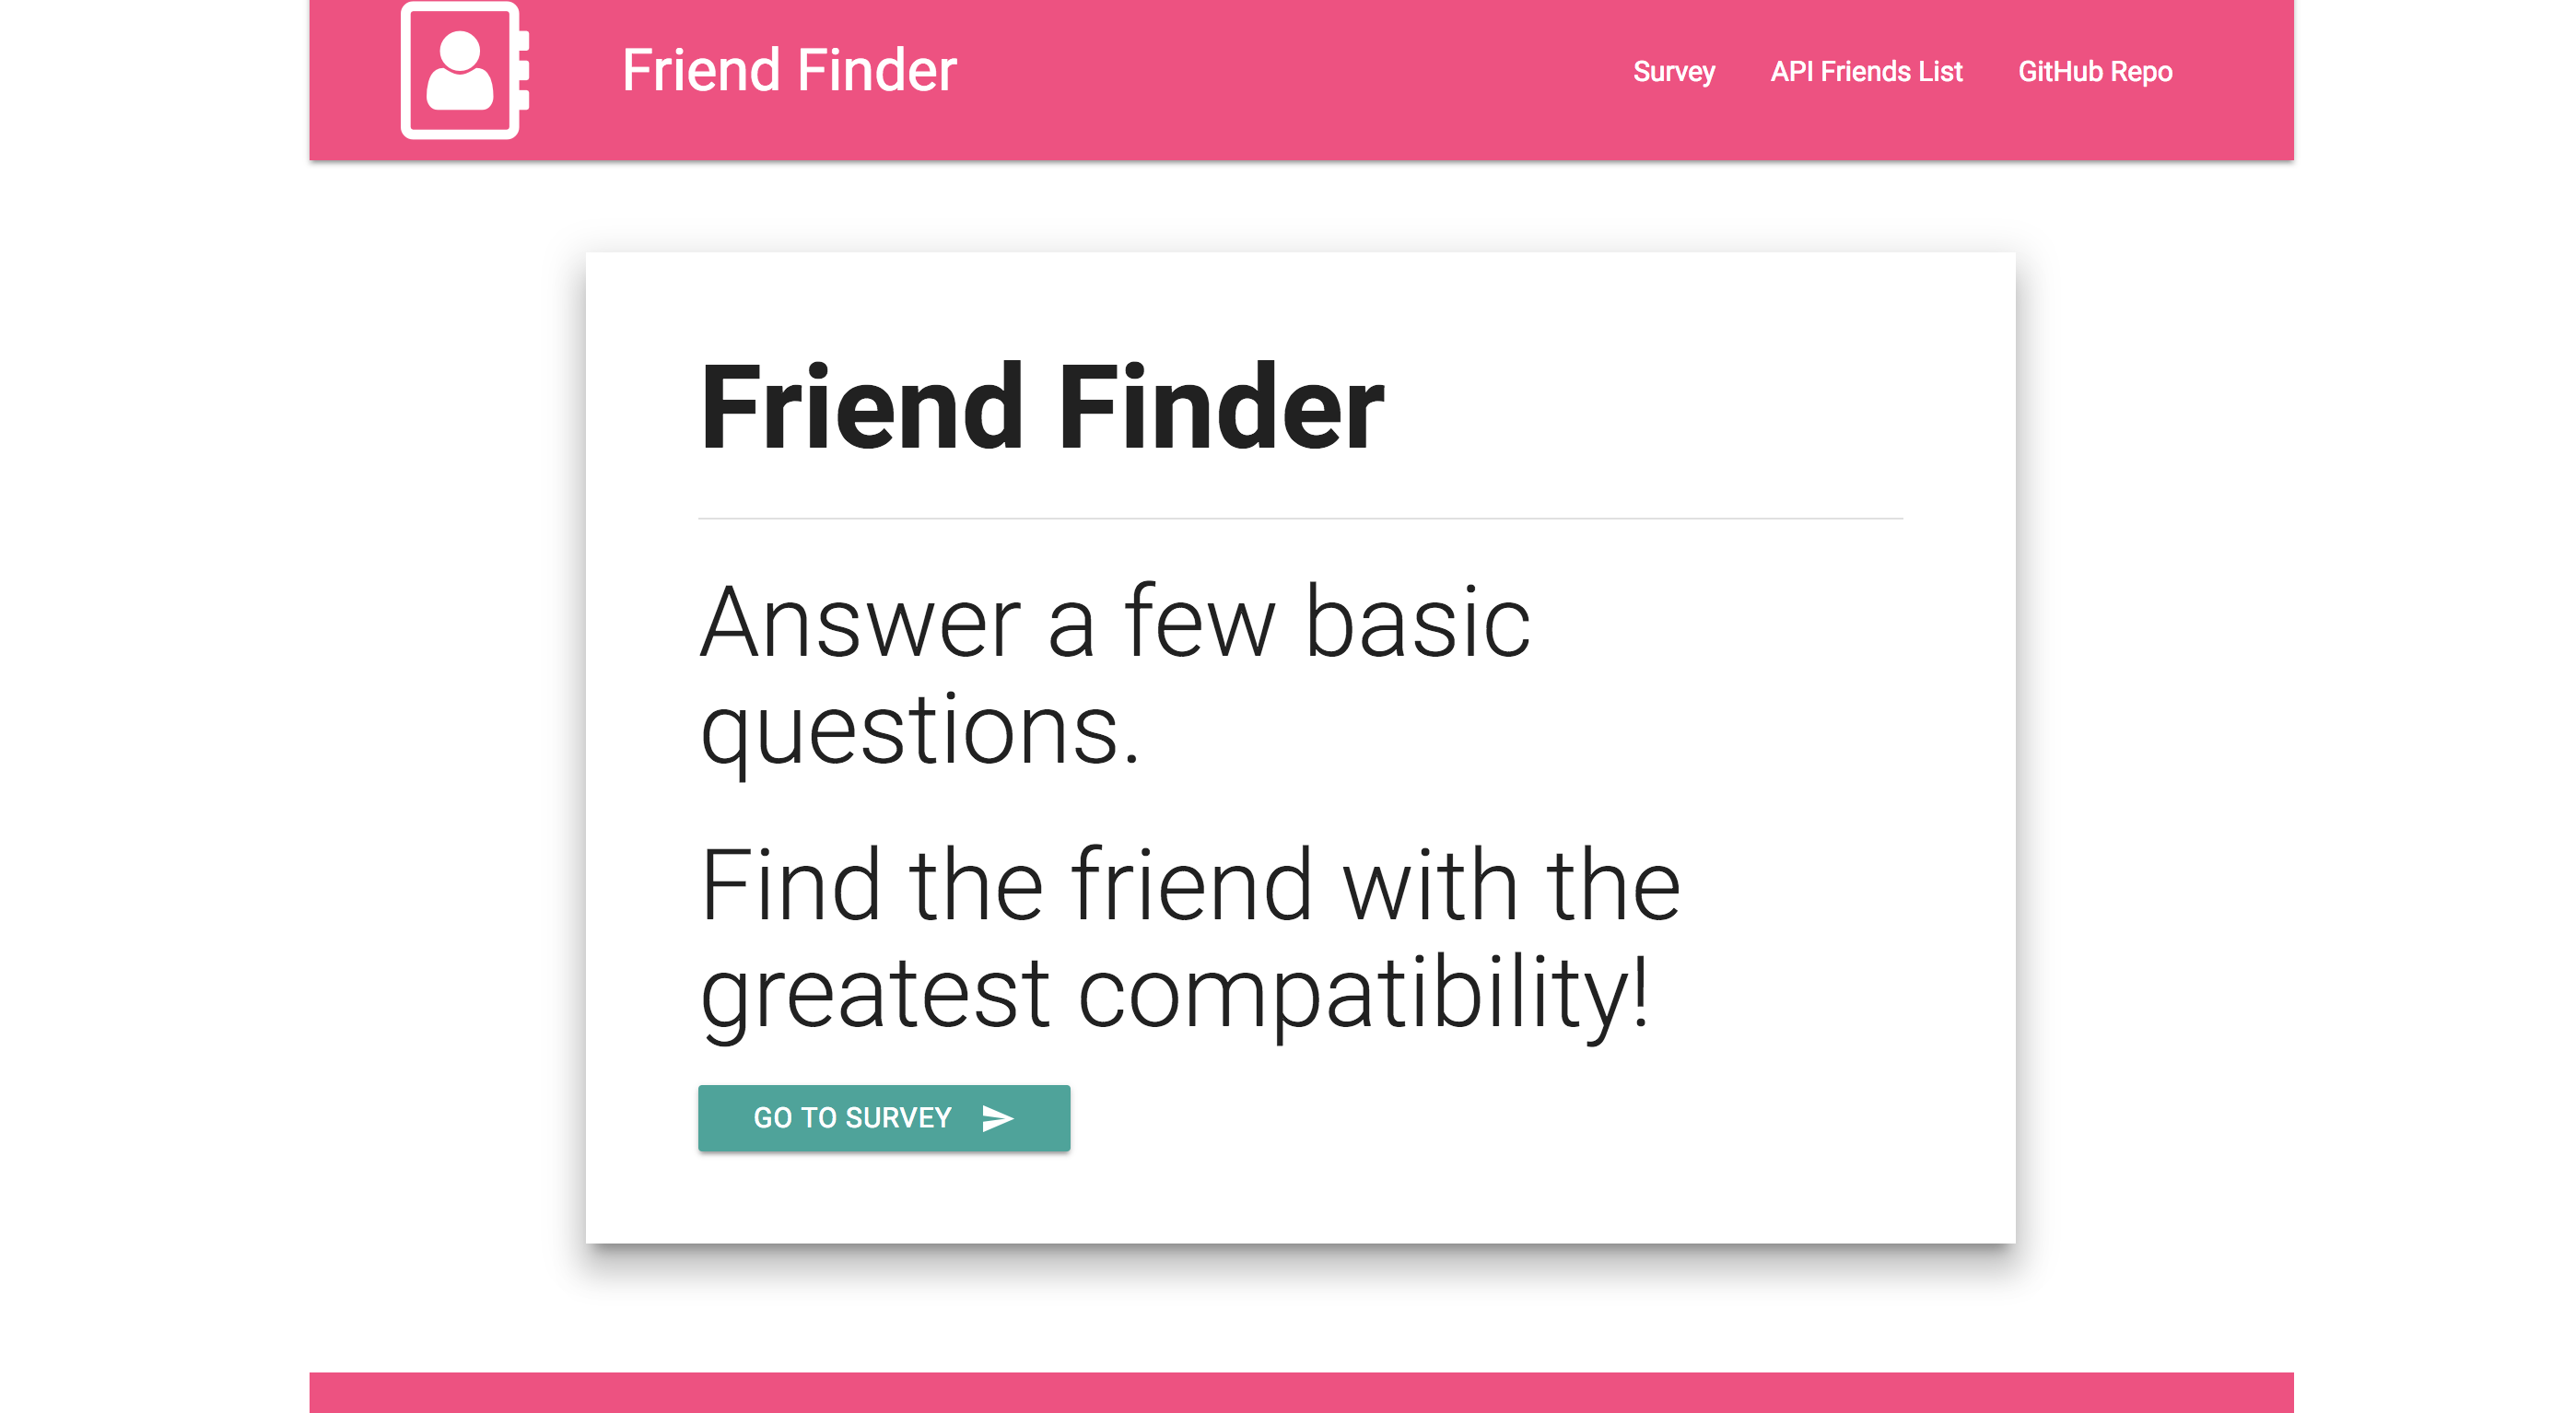 Friend Finder
Survey
API Friends List
GitHub Repo
Friend Finder
Answer a few basic
questions.
Find the friend with the
greatest compatibility!
GO TO SURVEY